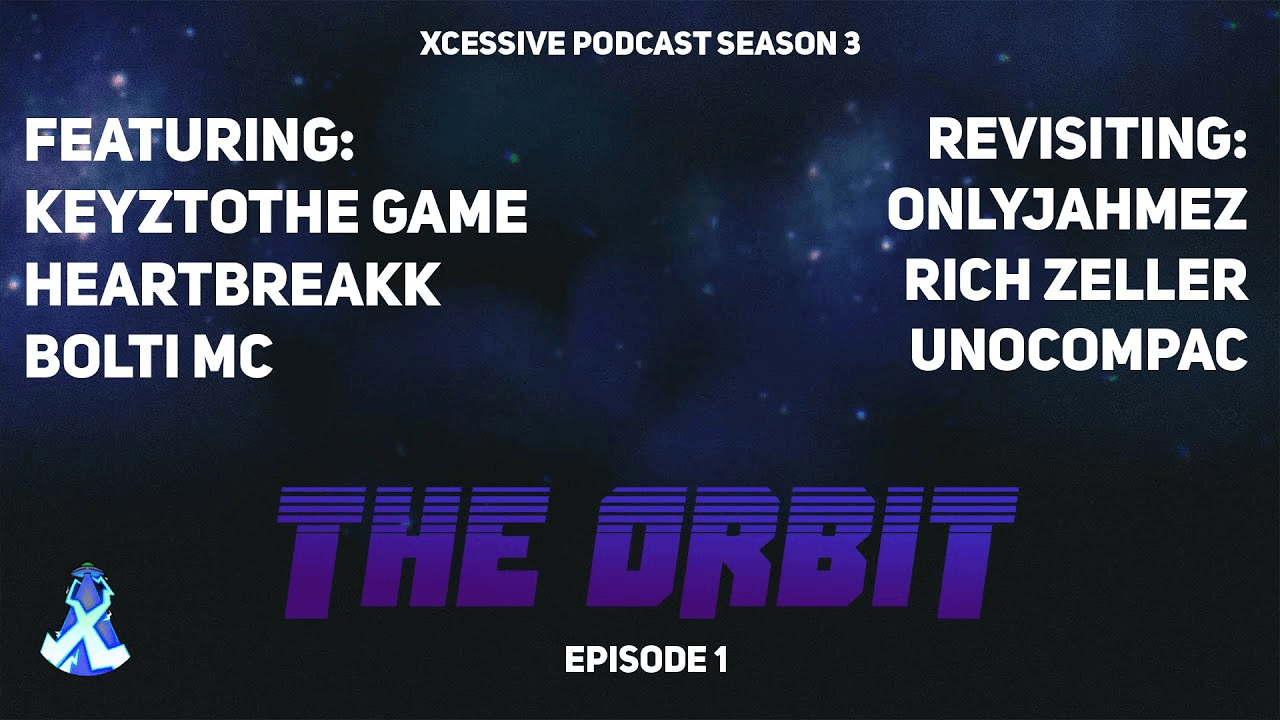 XCESSIVE PODCAST SEASON 3
FEATURING:
KEYZTOTHE GAME
HEARTBREAKK
BOLTI MC
REVISITING:
ONLYJAHMEZ
RICH ZELLER
UNOCOMPAC
THE ORBIT
X
EPISODE 1